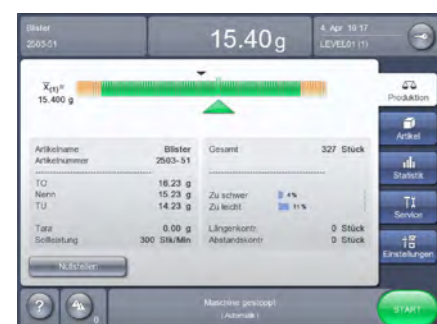 Blister
2503-51
15.40g
4. Apr 16:17
LEVEL01 (1)
X(1)=
15.400 g
Produktion
Artikel
Statistik
Service
Einstellungen
Artikelname Blister
Artikelnummer 2503-51
TO 16.23 g
Nenn 15.23 g
TU 14.23 g
Tara 0.00 g
Sollleistung 300 Stk/Min
Gesamt 327 Stück
Zu schwer 4%
Zu leicht 11%
Längenkontr. 0 Stück
Abstandskontr 0 Stück
Nullstellen
Maschine gestoppt
(Automatik)
START